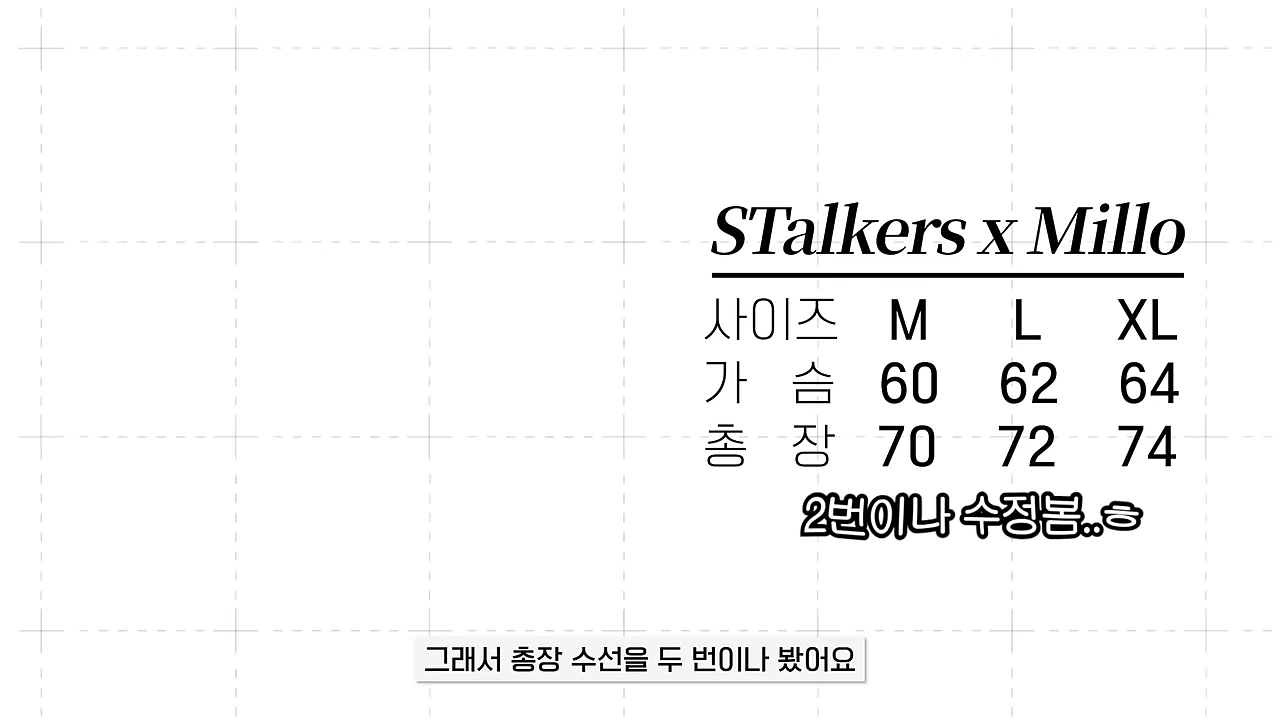 STalkers x Millo
사이즈 M L XL
가 슴 60 62 64
총 장 70 72 74
2번이나 수정봄..ㅎ
그래서 총장 수선을 두 번이나 봤어요